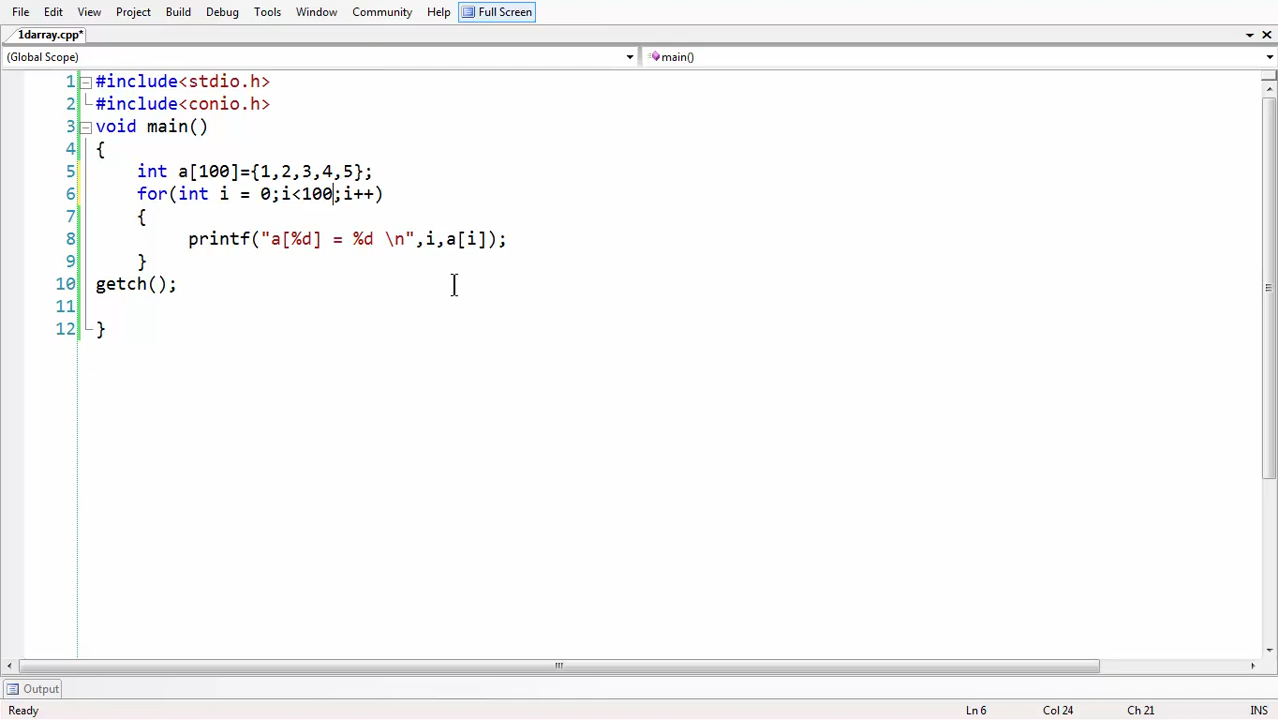 File Edit View Project Build Debug Tools Window Community Help Full Screen
1darray.cpp*
(Global Scope) main()
1 #include<stdio.h>
2 #include<conio.h>
3 void main()
4 {
5 int a[100]={1,2,3,4,5};
6 for(int i = 0;i<100;i++)
7 {
8 printf("a[%d] = %d \n",i,a[i]);
9 }
10 getch();
11
12 }
Output
Ready Ln 6 Col 24 Ch 21 INS